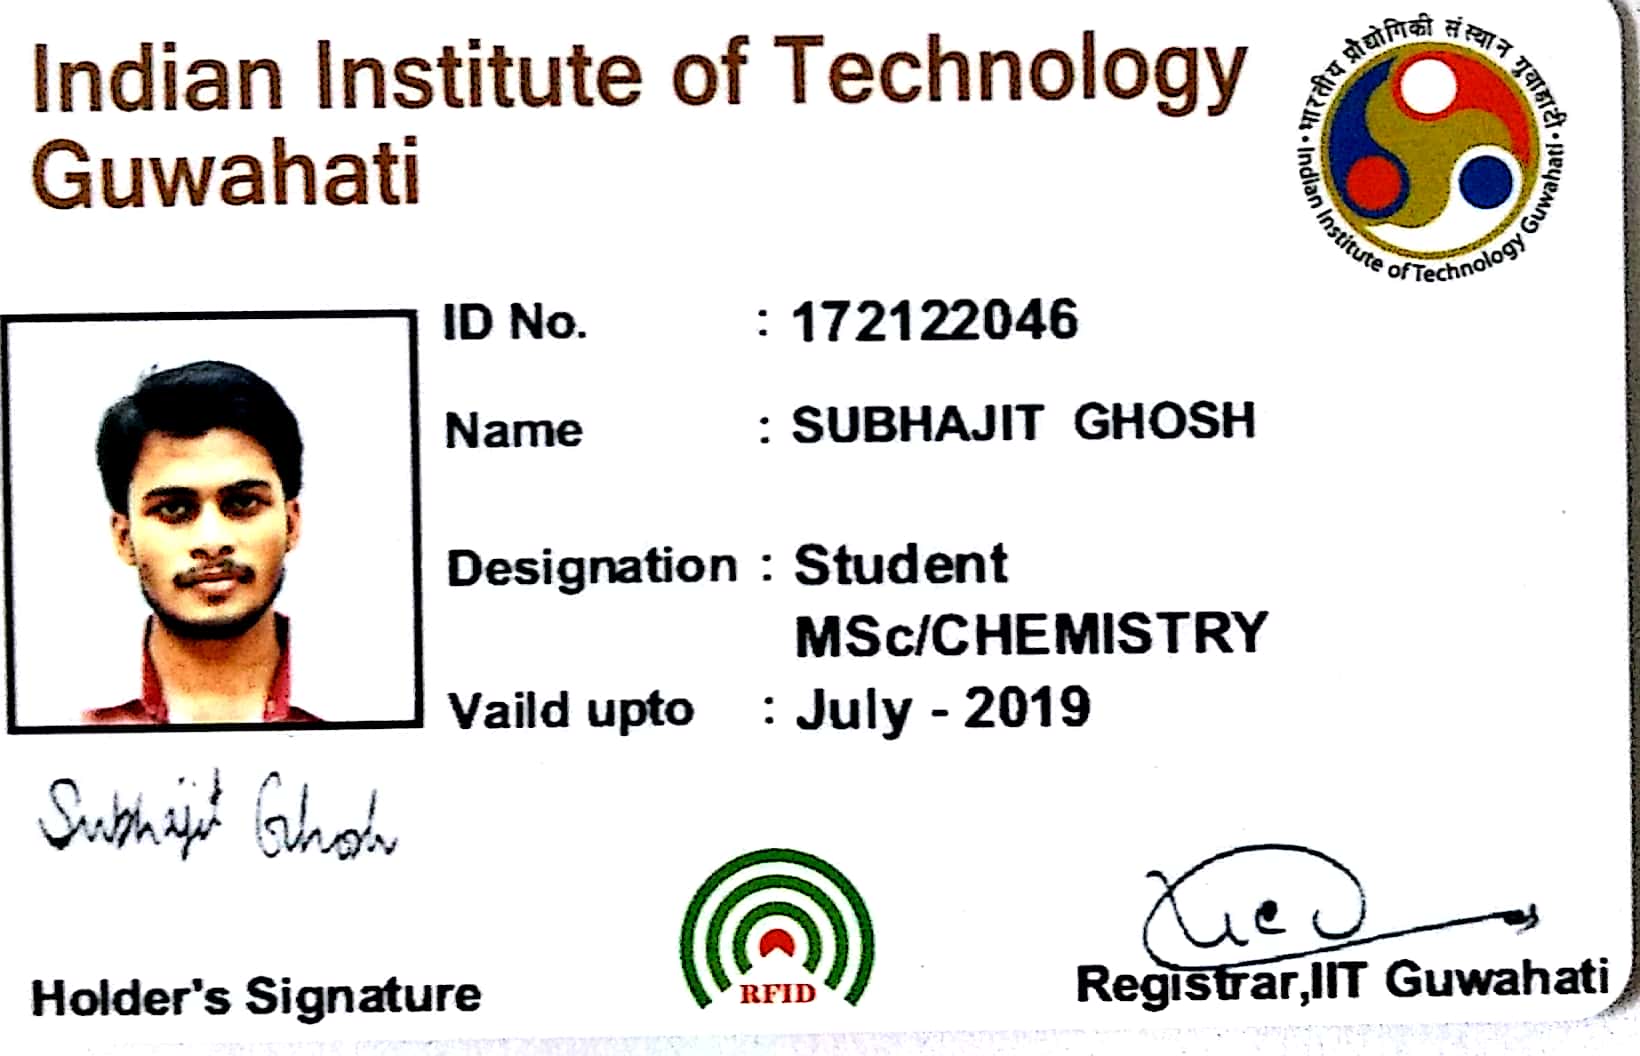 Indian Institute of Technology
Guwahati
भारतीय प्रौद्योगिकी संस्थान गुवाहाटी
Indian Institute of Technology Guwahati
ID No. : 172122046
Name : SUBHAJIT GHOSH
Designation : Student
MSc/CHEMISTRY
Vaild upto : July - 2019
Subhajit Ghosh
Holder's Signature
RFID
Registrar,IIT Guwahati